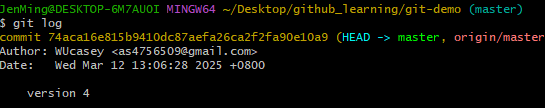 JenMing@DESKTOP-6M7AUOI MINGW64 ~/Desktop/github_learning/git-demo (master)
$ git log
commit 74aca16e815b9410dc87aefa26ca2f2fa90e10a9 (HEAD -> master, origin/master
Author: WUcasey <as4756509@gmail.com>
Date:   Wed Mar 12 13:06:28 2025 +0800
    version 4